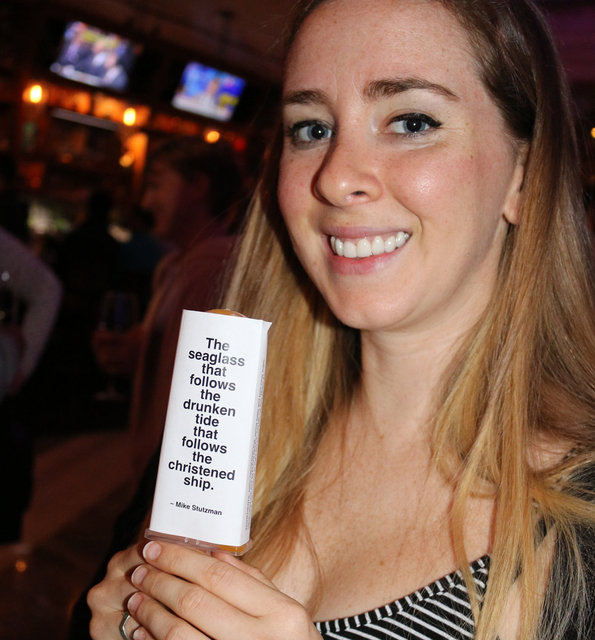 The
seaglass
that
follows
the
drunken
tide
that
follows
the
christened
ship.
– Mike Stutzman